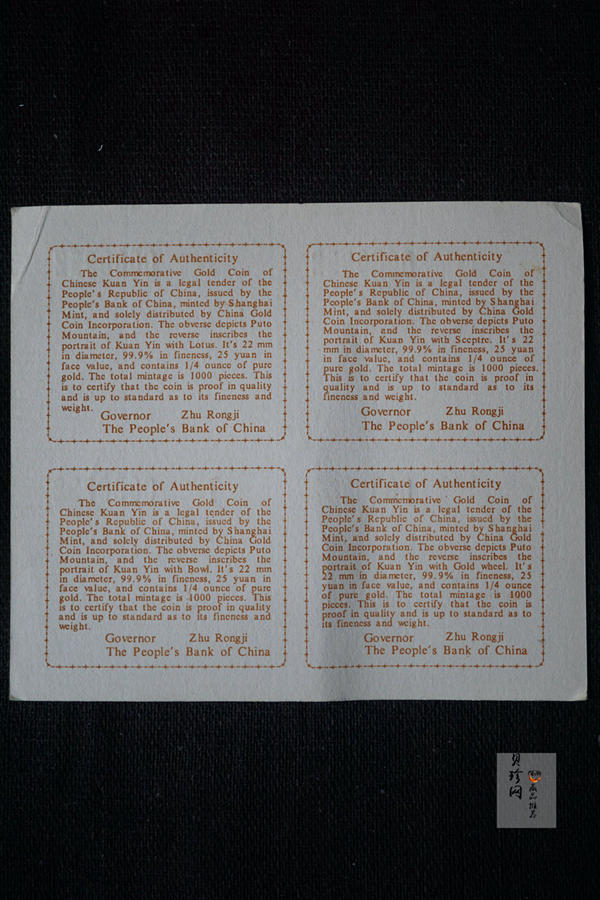 Certificate of Authenticity
The Commemorative Gold Coin of
Chinese Kuan Yin is a legal tender of the
People's Republic of China, issued by the
People's Bank of China, minted by Shanghai
Mint, and solely distributed by China Gold
Coin Incorporation. The obverse depicts Puto
Mountain, and the reverse inscribes the
portrait of Kuan Yin with Lotus. It's 22 mm
in diameter, 99.9% in fineness, 25 yuan in
face value, and contains 1/4 ounce of pure
gold. The total mintage is 1000 pieces. This
is to certify that the coin is proof in quality
and is up to standard as to its fineness and
weight.
Governor Zhu Rongji
The People's Bank of China
Certificate of Authenticity
The Commemorative Gold Coin of
Chinese Kuan Yin is a legal tender of the
People's Republic of China, issued by the
People's Bank of China, minted by Shanghai
Mint, and solely distributed by China Gold
Coin Incorporation. The obverse depicts Puto
Mountain, and the reverse inscribes the
portrait of Kuan Yin with Sceptre. It's 22
mm in diameter, 99.9% in fineness, 25 yuan
in face value, and contains 1/4 ounce of
pure gold. The total mintage is 1000 pieces.
This is to certify that the coin is proof in
quality and is up to standard as to its
fineness and weight.
Governor Zhu Rongji
The People's Bank of China
Certificate of Authenticity
The Commemorative Gold Coin of
Chinese Kuan Yin is a legal tender of the
People's Republic of China, issued by the
People's Bank of China, minted by Shanghai
Mint, and solely distributed by China Gold
Coin Incorporation. The obverse depicts Puto
Mountain, and the reverse inscribes the
portrait of Kuan Yin with Bowl. It's 22 mm
in diameter, 99.9% in fineness, 25 yuan in
face value, and contains 1/4 ounce of pure
gold. The total mintage is 1000 pieces. This
is to certify that the coin is proof in quality
and is up to standard as to its fineness and
weight.
Governor Zhu Rongji
The People's Bank of China
Certificate of Authenticity
The Commemorative Gold Coin of
Chinese Kuan Yin is a legal tender of the
People's Republic of China, issued by the
People's Bank of China, minted by Shanghai
Mint, and solely distributed by China Gold
Coin Incorporation. The obverse depicts Puto
Mountain, and the reverse inscribes the
portrait of Kuan Yin with Gold wheel. It's
22 mm in diameter, 99.9% in fineness, 25
yuan in face value, and contains 1/4 ounce
of pure gold. The total mintage is 1000
pieces. This is to certify that the coin is
proof in quality and is up to standard as to
its fineness and weight.
Governor Zhu Rongji
The People's Bank of China
贝珍网